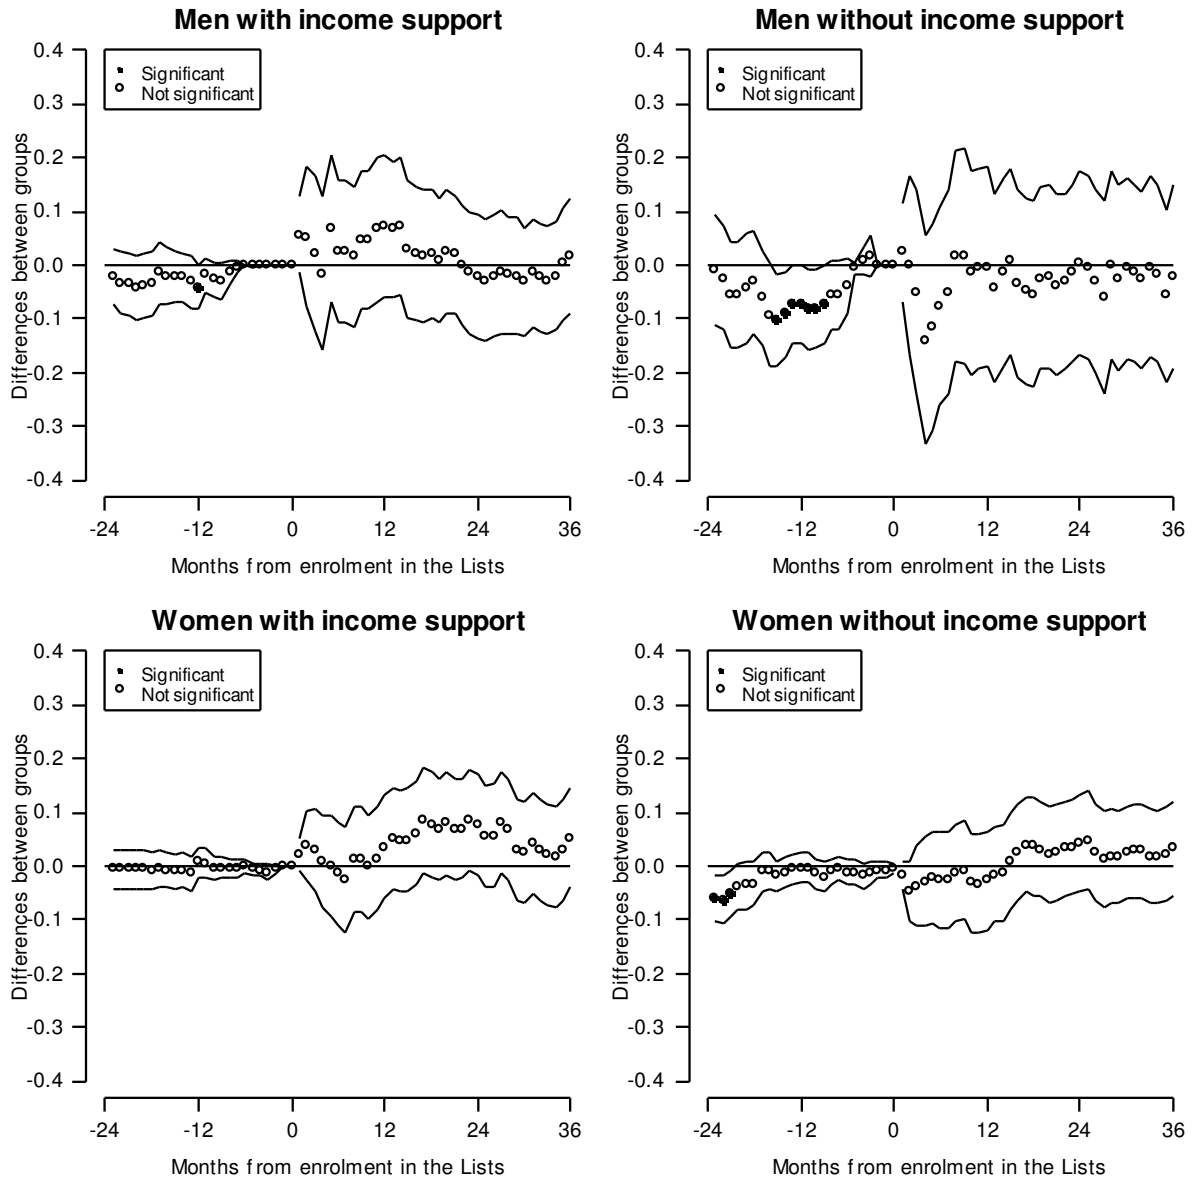 Men with income support
Men without income support
0.4
0.3
0.2
0.1
0.0
-0.1
-0.2
-0.3
-0.4
Differences between groups
Significant
Not significant
-24 -12 0 12 24 36
Months from enrolment in the Lists
0.4
0.3
0.2
0.1
0.0
-0.1
-0.2
-0.3
-0.4
Differences between groups
Significant
Not significant
-24 -12 0 12 24 36
Months from enrolment in the Lists
Women with income support
Women without income support
0.4
0.3
0.2
0.1
0.0
-0.1
-0.2
-0.3
-0.4
Differences between groups
Significant
Not significant
-24 -12 0 12 24 36
Months from enrolment in the Lists
0.4
0.3
0.2
0.1
0.0
-0.1
-0.2
-0.3
-0.4
Differences between groups
Significant
Not significant
-24 -12 0 12 24 36
Months from enrolment in the Lists